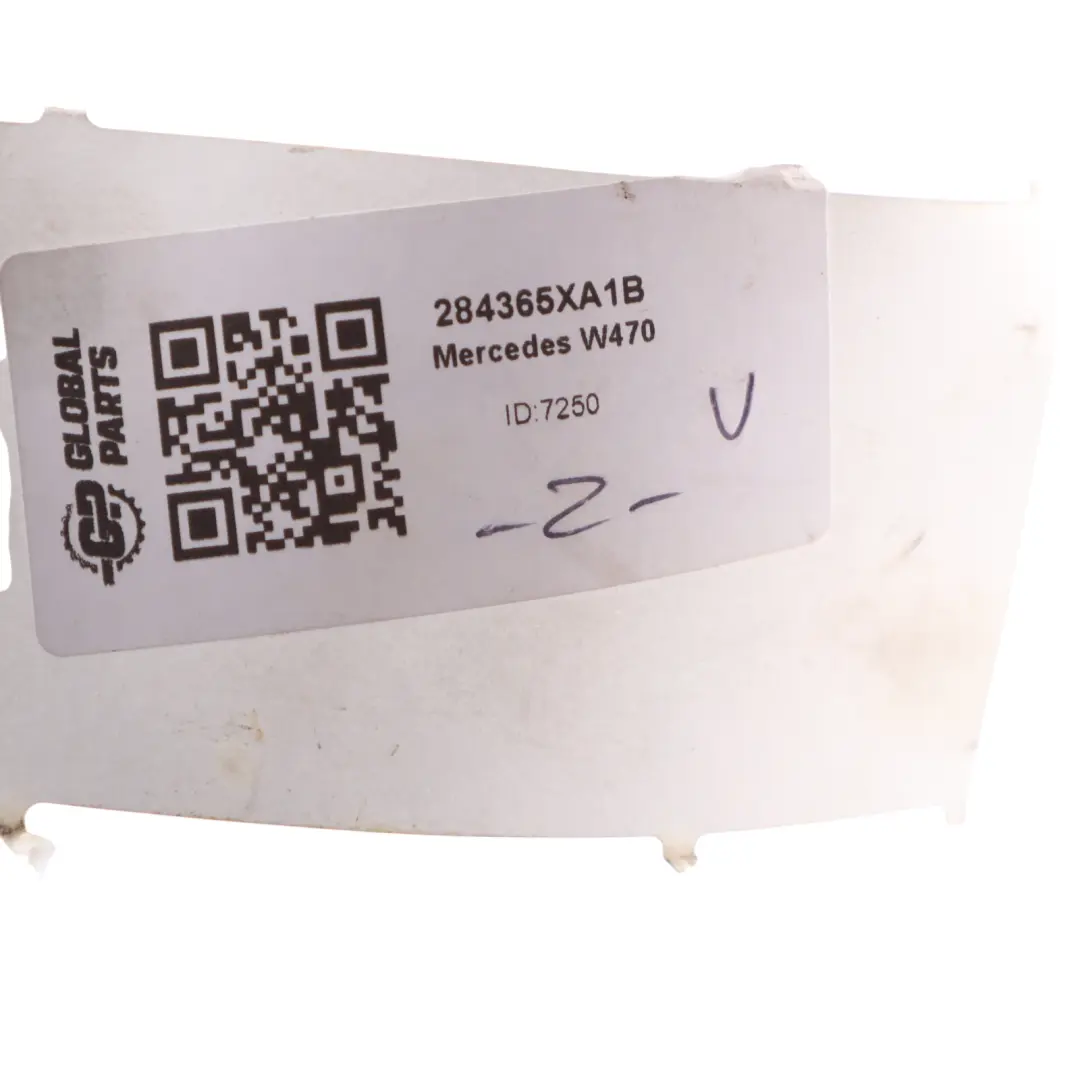 GLOBAL
PARTS
284365XA1B
Mercedes W470
ID:7250
V
-2-